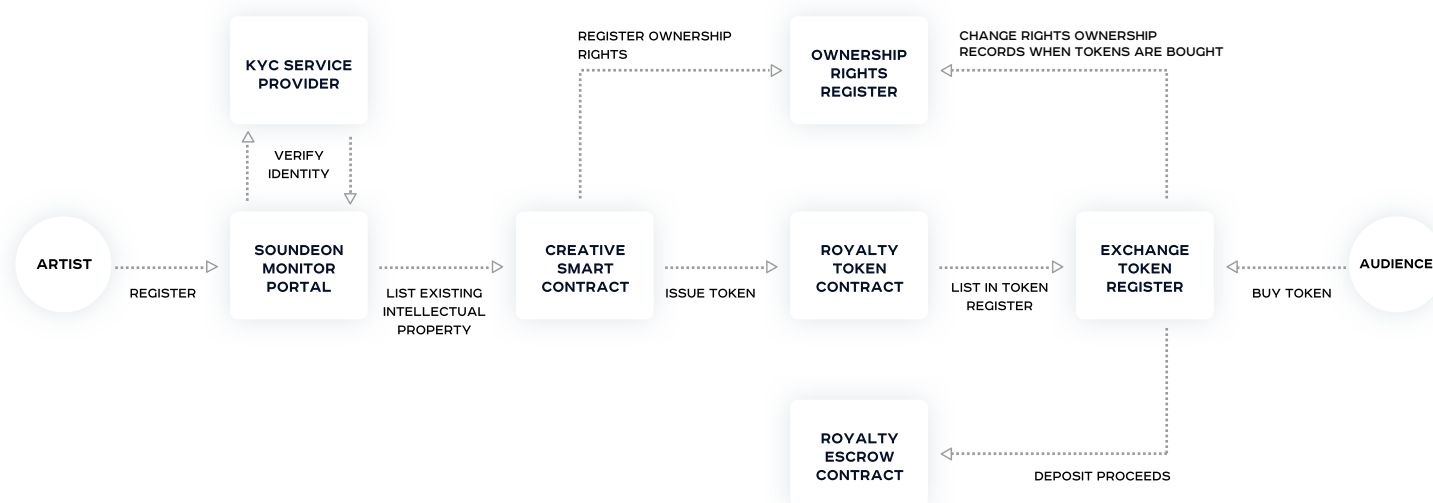 KYC SERVICE
PROVIDER
REGISTER OWNERSHIP
RIGHTS
OWNERSHIP
RIGHTS
REGISTER
CHANGE RIGHTS OWNERSHIP
RECORDS WHEN TOKENS ARE BOUGHT
VERIFY
IDENTITY
ARTIST
REGISTER
SOUNDEON
MONITOR
PORTAL
LIST EXISTING
INTELLECTUAL
PROPERTY
CREATIVE
SMART
CONTRACT
ISSUE TOKEN
ROYALTY
TOKEN
CONTRACT
LIST IN TOKEN
REGISTER
EXCHANGE
TOKEN
REGISTER
BUY TOKEN
AUDIENCE
ROYALTY
ESCROW
CONTRACT
DEPOSIT PROCEEDS